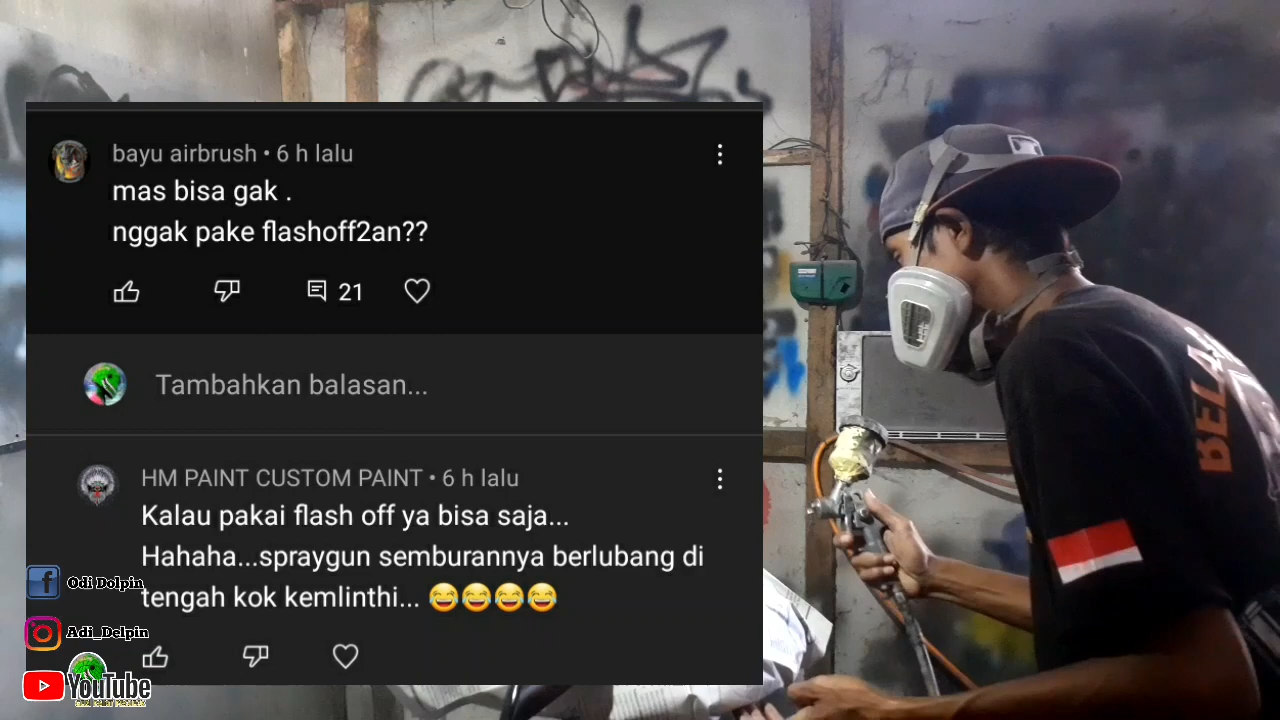 bayu airbrush • 6 h lalu
mas bisa gak .
nggak pake flashoff2an??
21
Tambahkan balasan...
HM PAINT CUSTOM PAINT • 6 h lalu
Kalau pakai flash off ya bisa saja...
Hahaha...spraygun semburannya berlubang di
tengah kok kemlinthi... 😂😂😂😂
Odi Dolpin
Adi_Delpin
YouTube
BELA